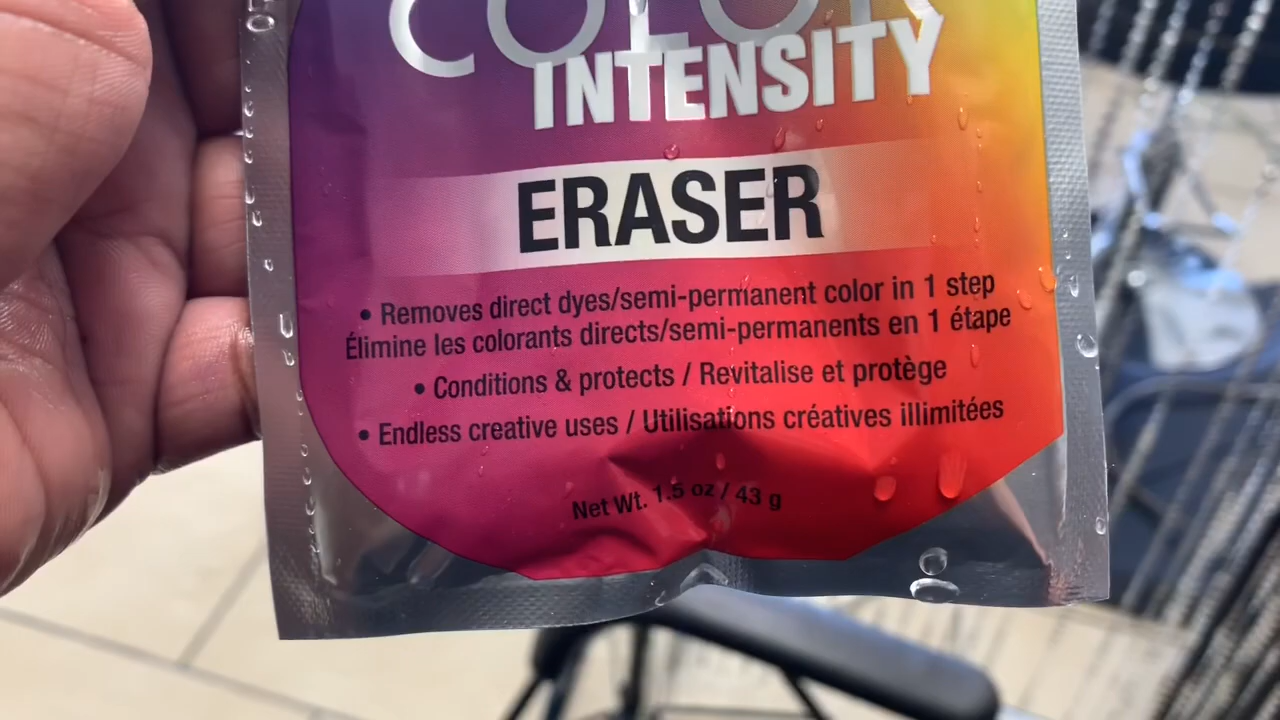 COLOR
INTENSITY
ERASER
• Removes direct dyes/semi-permanent color in 1 step
Élimine les colorants directs/semi-permanents en 1 étape
• Conditions & protects / Revitalise et protège
• Endless creative uses / Utilisations créatives illimitées
Net Wt. 1.5 oz / 43 g